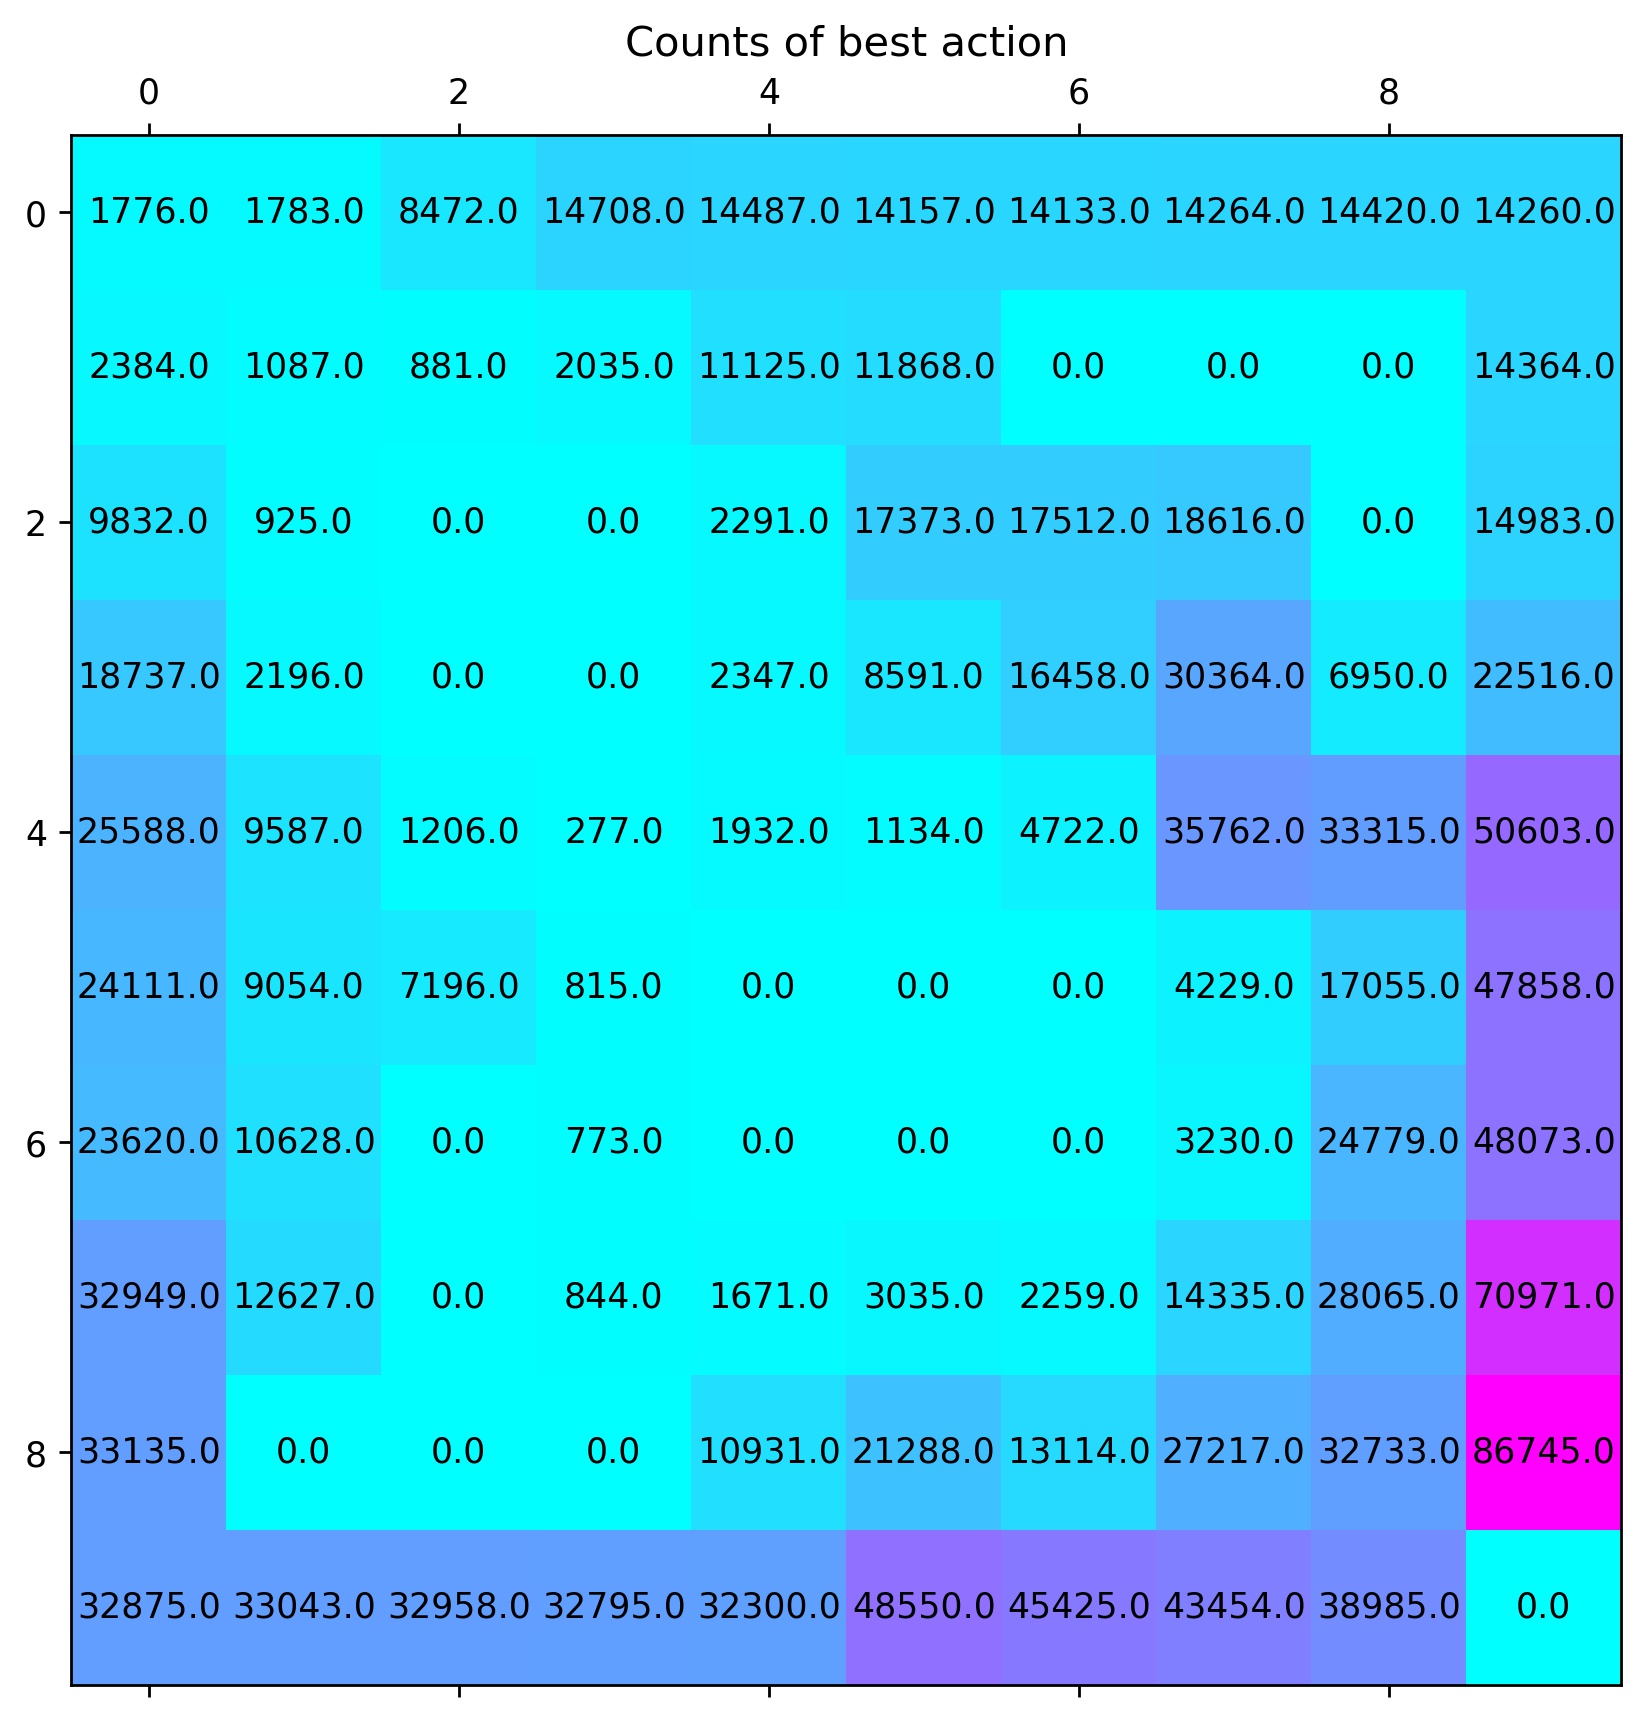 Counts of best action
0 2 4 6 8
0 1776.0 1783.0 8472.0 14708.0 14487.0 14157.0 14133.0 14264.0 14420.0 14260.0
2384.0 1087.0 881.0 2035.0 11125.0 11868.0 0.0 0.0 0.0 14364.0
2 9832.0 925.0 0.0 0.0 2291.0 17373.0 17512.0 18616.0 0.0 14983.0
18737.0 2196.0 0.0 0.0 2347.0 8591.0 16458.0 30364.0 6950.0 22516.0
4 25588.0 9587.0 1206.0 277.0 1932.0 1134.0 4722.0 35762.0 33315.0 50603.0
24111.0 9054.0 7196.0 815.0 0.0 0.0 0.0 4229.0 17055.0 47858.0
6 23620.0 10628.0 0.0 773.0 0.0 0.0 0.0 3230.0 24779.0 48073.0
32949.0 12627.0 0.0 844.0 1671.0 3035.0 2259.0 14335.0 28065.0 70971.0
8 33135.0 0.0 0.0 0.0 10931.0 21288.0 13114.0 27217.0 32733.0 86745.0
32875.0 33043.0 32958.0 32795.0 32300.0 48550.0 45425.0 43454.0 38985.0 0.0